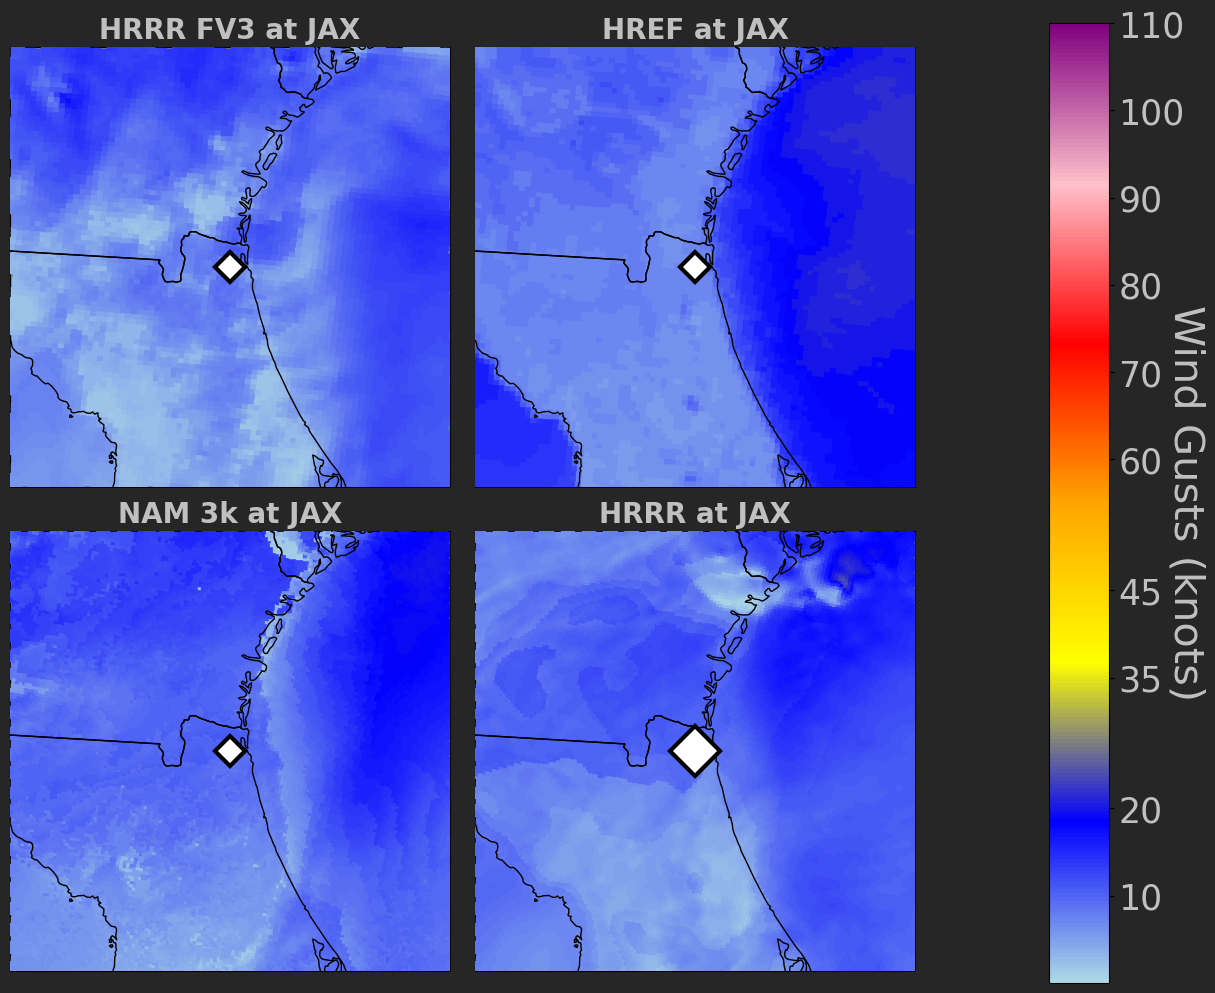 HRRR FV3 at JAX
HREF at JAX
NAM 3k at JAX
HRRR at JAX
110
100
90
80
70
60
45
35
20
10
Wind Gusts (knots)